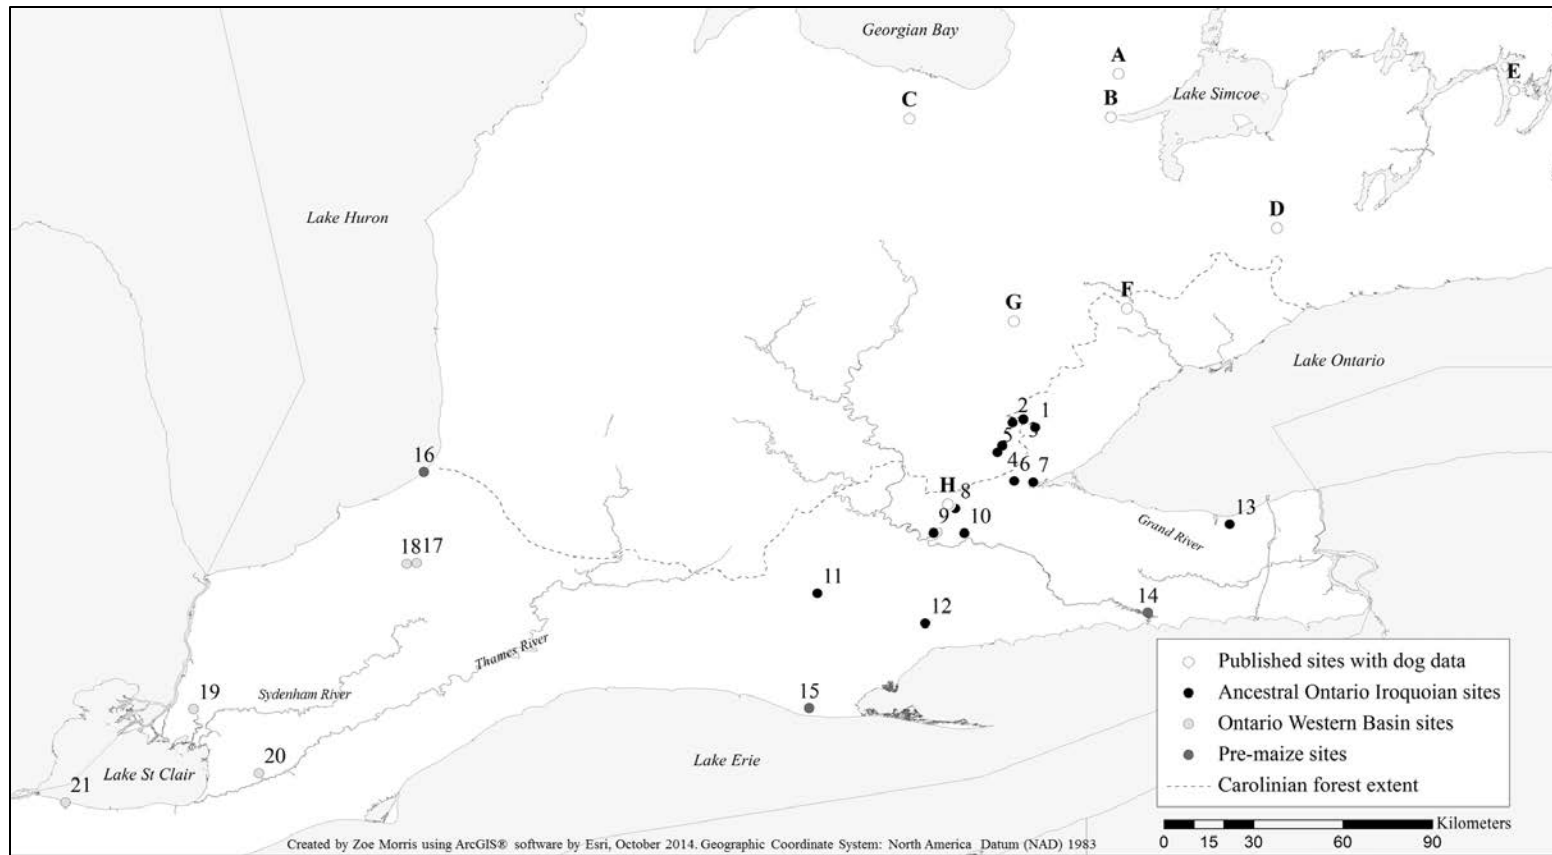 Georgian Bay
A
Lake Simcoe
E
B
C
Lake Huron
D
F
G
Lake Ontario
2
1
3
5
16
4
6
7
H
8
9
10
13
Grand River
1817
11
14
12
Thames River
19
Sydenham River
15
20
Lake St Clair
21
Lake Erie
Published sites with dog data
Ancestral Ontario Iroquoian sites
Ontario Western Basin sites
Pre-maize sites
Carolinian forest extent
Kilometers
0 15 30 60 90
Created by Zoe Morris using ArcGIS® software by Esri, October 2014. Geographic Coordinate System: North America Datum (NAD) 1983